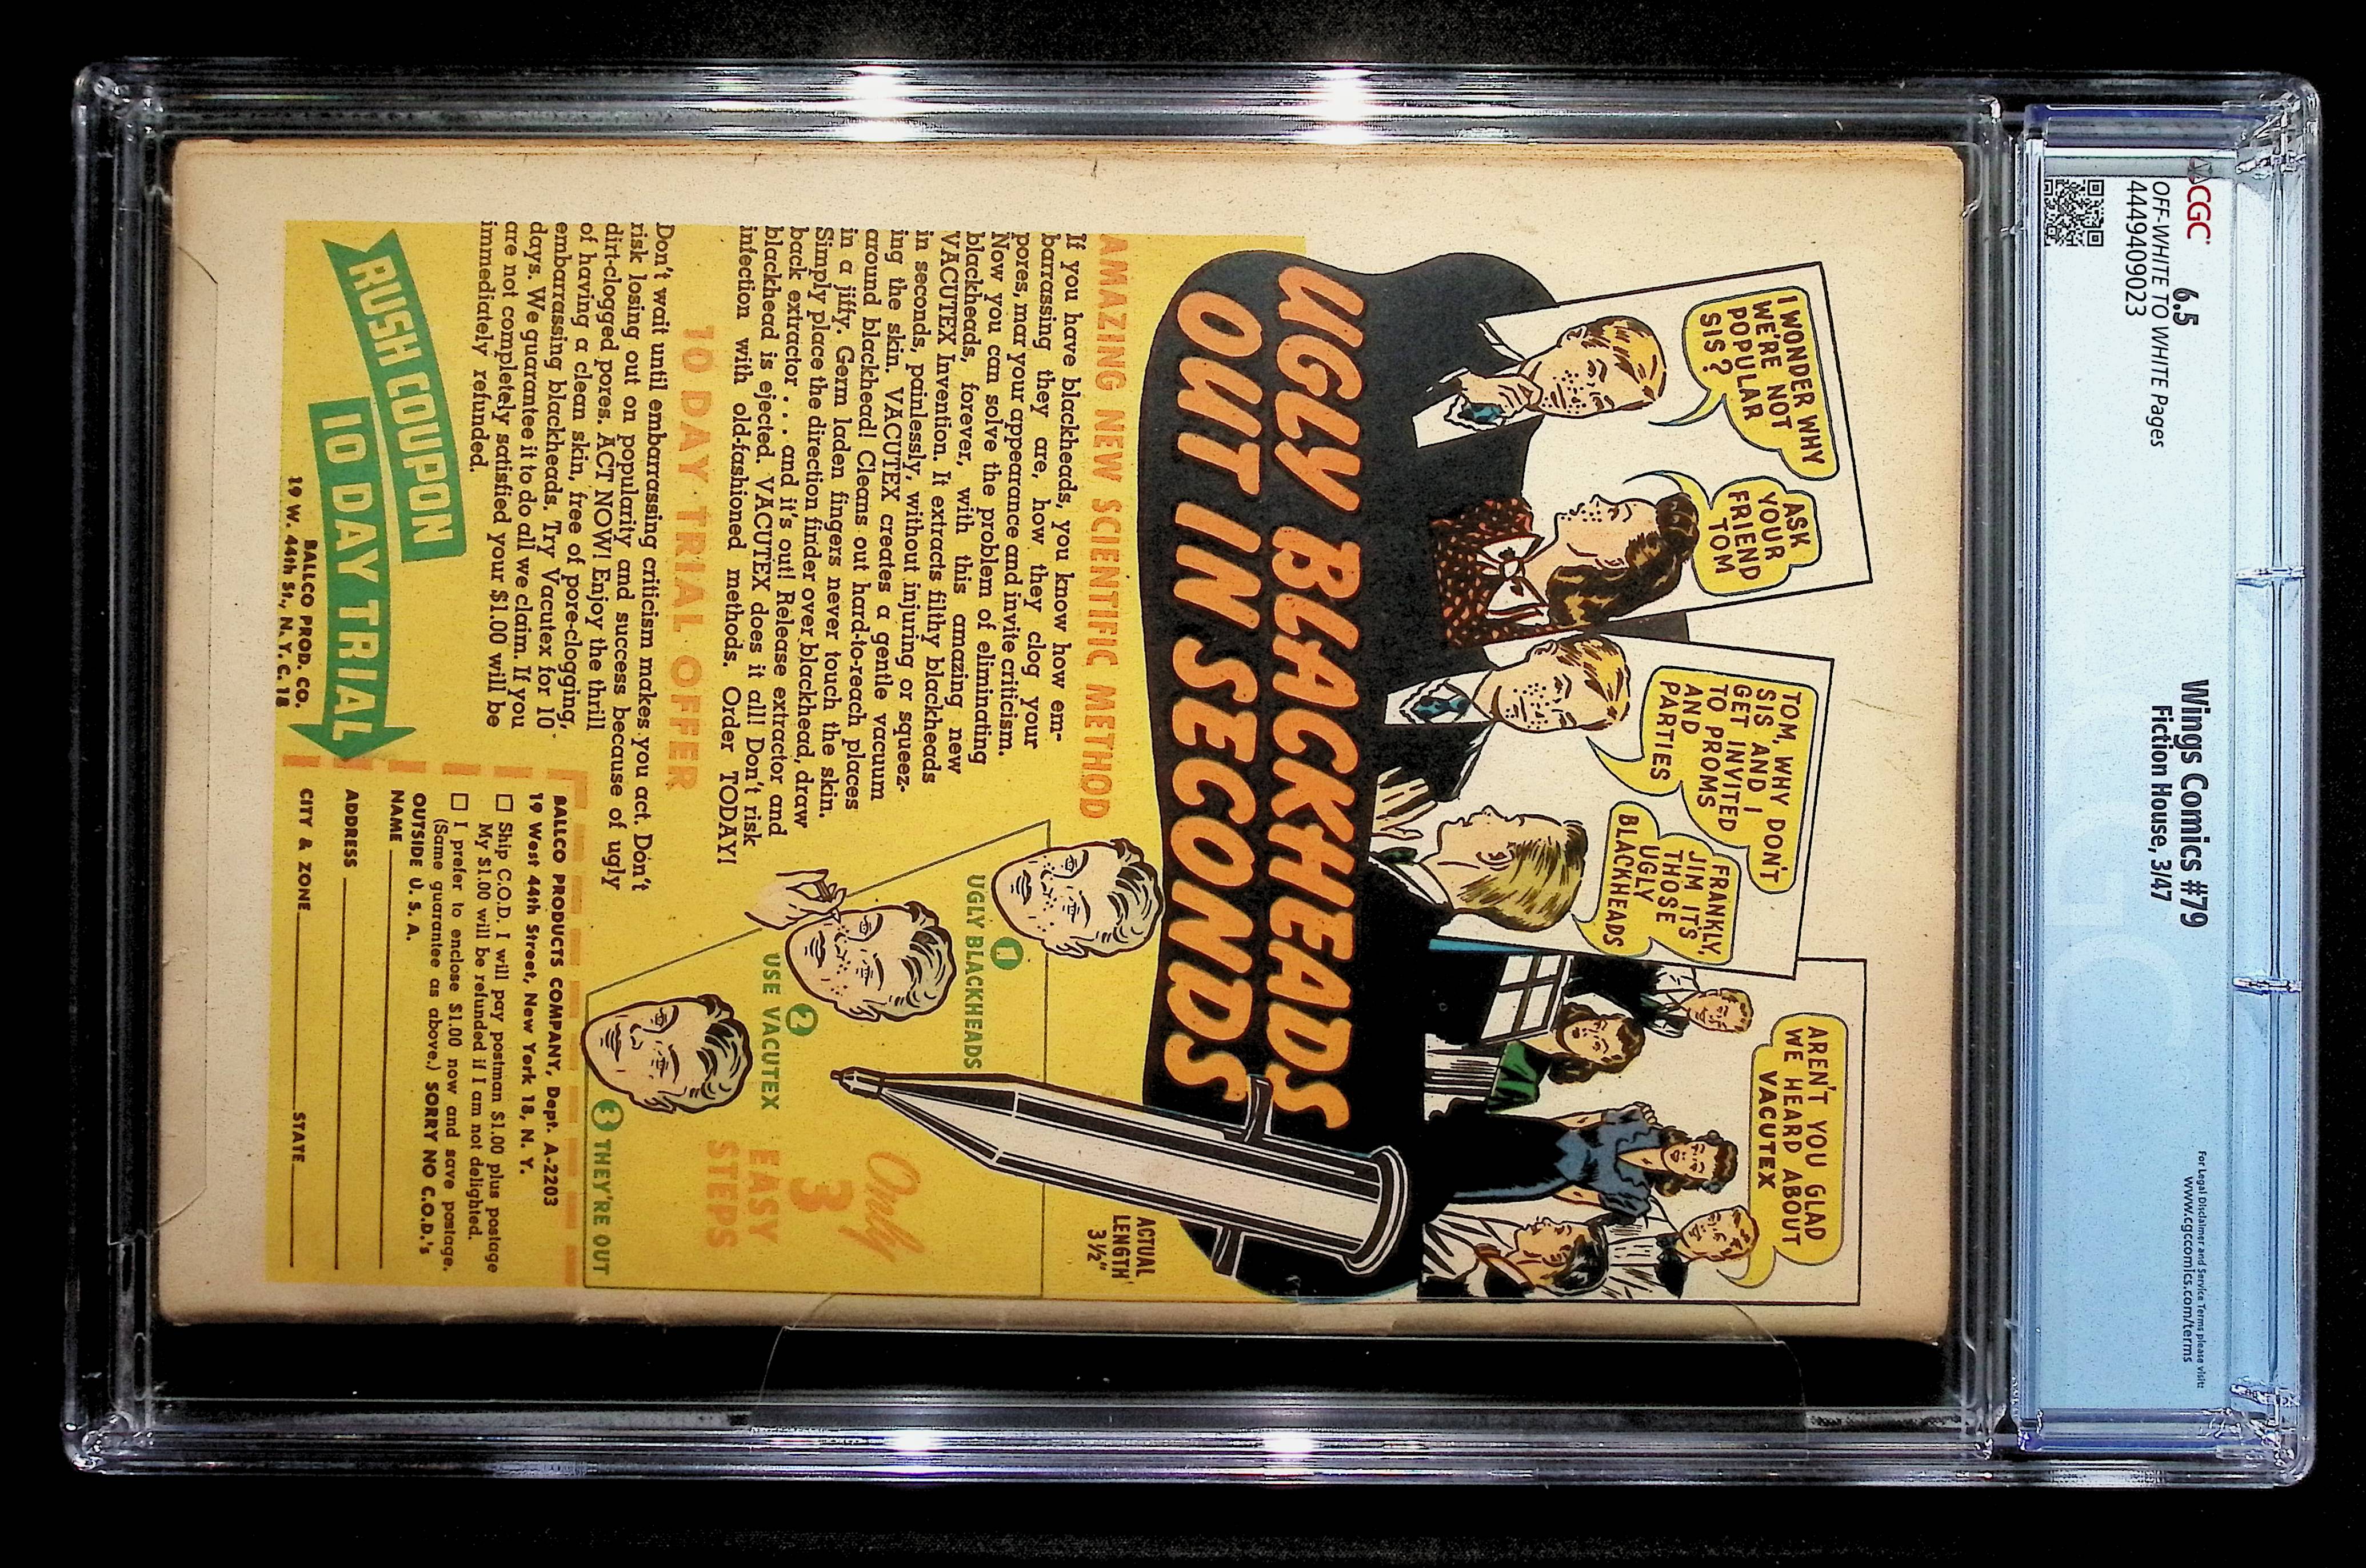 CGC
6.5
OFF-WHITE TO WHITE Pages
4449409023
Wings Comics #79
Fiction House, 3/47
For Legal Disclaimer and Service Terms please visit:
www.cgccomics.com/terms
I WONDER WHY
WERE NOT
POPULAR
SIS?
ASK
YOUR
FRIEND
TOM
TOM, WHY DON'T
SIS AND I
GET INVITED
TO PROMS
AND
PARTIES
FRANKLY,
JIM IT'S
THOSE
UGLY
BLACKHEADS
AREN'T YOU GLAD
WE HEARD ABOUT
VACUTEX
UGLY BLACKHEADS
OUT IN SECONDS
ACTUAL
LENGTH
3½"
AMAZING NEW SCIENTIFIC METHOD
If you have blackheads, you know how em-
barrassing they are, how they clog your
pores, mar your appearance and invite criticism.
Now you can solve the problem of eliminating
blackheads, forever, with this amazing new
VACUTEX Invention. It extracts filthy blackheads
in seconds, painlessly, without injuring or squeez-
ing the skin. VACUTEX creates a gentle vacuum
around blackhead! Cleans out hard-to-reach places
in a jiffy. Germ laden fingers never touch the skin.
Simply place the direction finder over blackhead, draw
back extractor . . . and it's out! Release extractor and
blackhead is ejected. VACUTEX does it all! Don't risk
infection with old-fashioned methods. Order TODAY!
1 UGLY BLACKHEADS
2 USE VACUTEX
3 THEY'RE OUT
Only
3
EASY
STEPS
10 DAY TRIAL OFFER
Don't wait until embarrassing criticism makes you act. Don't
risk losing out on popularity and success because of ugly
dirt-clogged pores. ACT NOW! Enjoy the thrill
of having a clean skin, free of pore-clogging,
embarrassing blackheads. Try Vacutex for 10
days. We guarantee it to do all we claim. If you
are not completely satisfied your $1.00 will be
immediately refunded.
RUSH COUPON
10 DAY TRIAL
BALLCO PROD. CO.
19 W. 44th St., N.Y.C. 18
BALLCO PRODUCTS COMPANY, Dept. A-2203
19 West 44th Street, New York 18, N. Y.
☐ Ship C.O.D. I will pay postman $1.00 plus postage
My $1.00 will be refunded if I am not delighted.
☐ I prefer to enclose $1.00 now and save postage.
(Same guarantee as above.) SORRY NO C.O.D.'s
OUTSIDE U. S. A.
NAME
ADDRESS
CITY & ZONE STATE